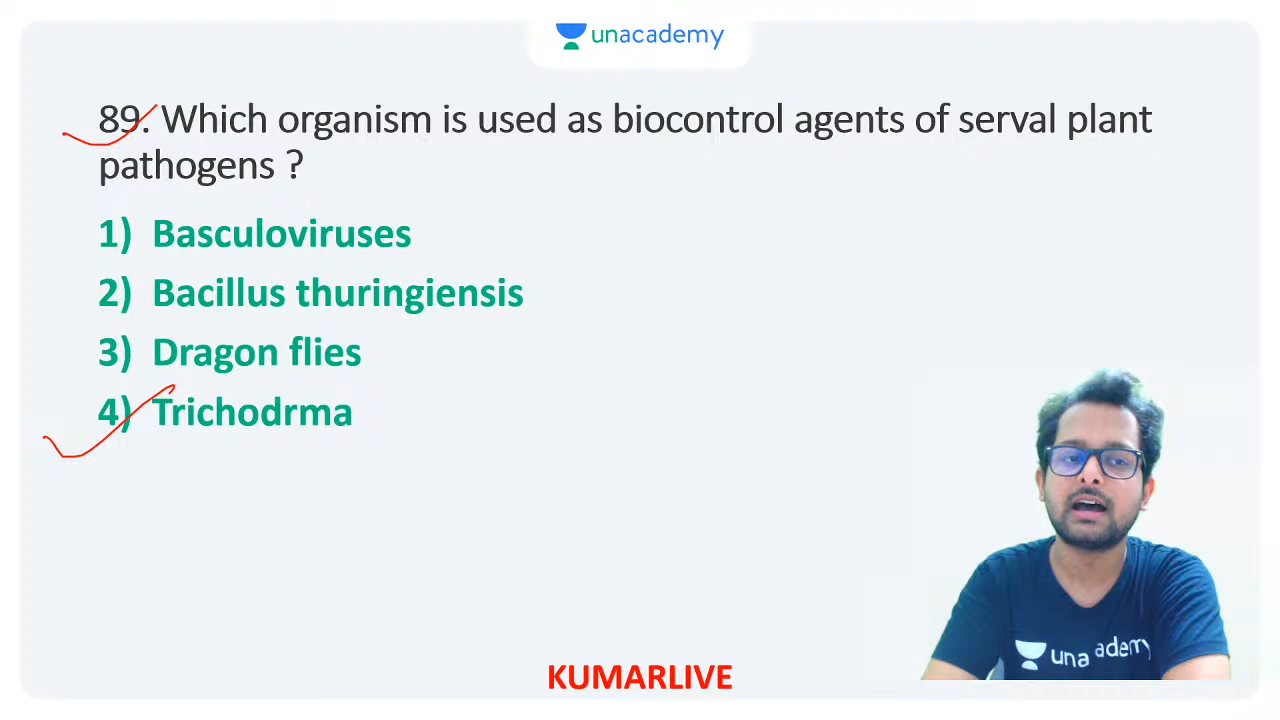 unacademy
89. Which organism is used as biocontrol agents of serval plant
pathogens ?
1) Basculoviruses
2) Bacillus thuringiensis
3) Dragon flies
4) Trichodrma
unacademy
KUMARLIVE